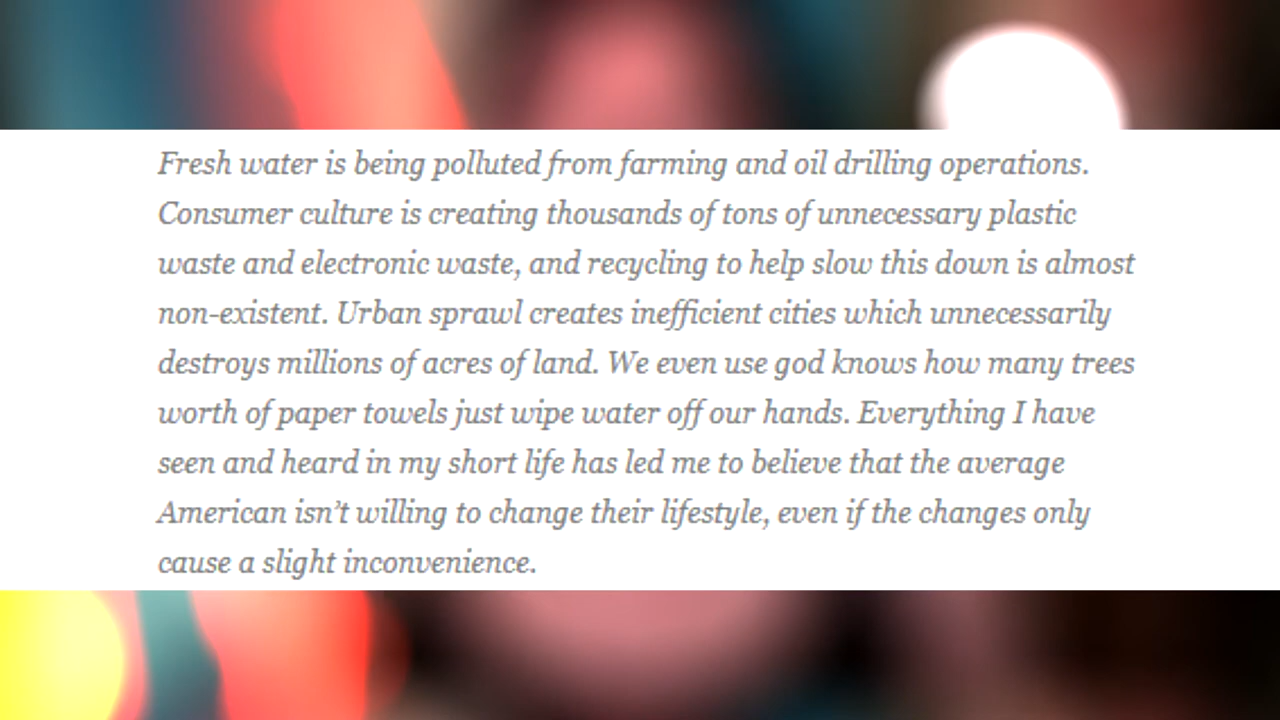 Fresh water is being polluted from farming and oil drilling operations.
Consumer culture is creating thousands of tons of unnecessary plastic
waste and electronic waste, and recycling to help slow this down is almost
non-existent. Urban sprawl creates inefficient cities which unnecessarily
destroys millions of acres of land. We even use god knows how many trees
worth of paper towels just wipe water off our hands. Everything I have
seen and heard in my short life has led me to believe that the average
American isn’t willing to change their lifestyle, even if the changes only
cause a slight inconvenience.